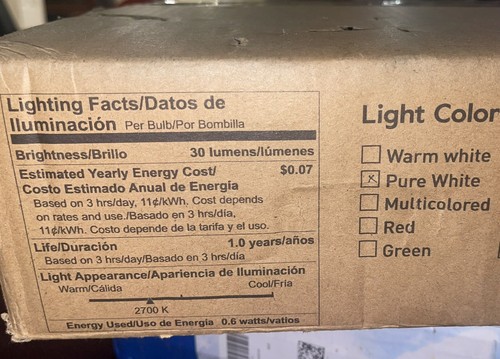 Lighting Facts/Datos de
Iluminación Per Bulb/Por Bombilla
Brightness/Brillo 30 lumens/lúmenes
Estimated Yearly Energy Cost/ $0.07
Costo Estimado Anual de Energia
Based on 3 hrs/day, 11¢/kWh. Cost depends
on rates and use./Basado en 3 hrs/día,
11¢/kWh. Costo depende de la tarifa y el uso.
Life/Duración 1.0 years/años
Based on 3 hrs/day/Basado en 3 hrs/día
Light Appearance/Apariencia de Iluminación
Warm/Cálida Cool/Fría
2700 K
Energy Used/Uso de Energia 0.6 watts/vatios
Light Color
Warm white
Pure White
Multicolored
Red
Green